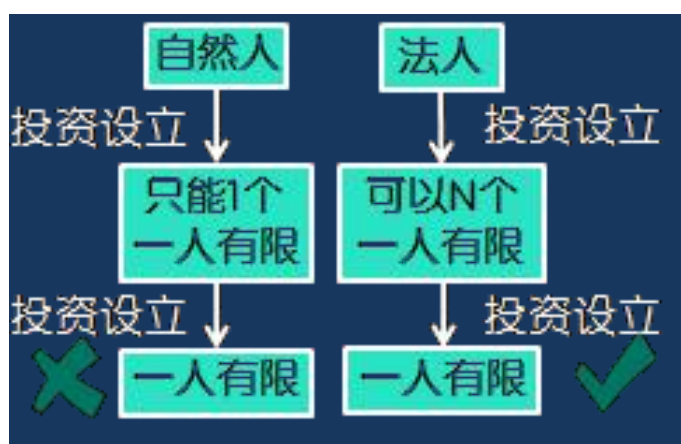 自然人
法人
投资设立
投资设立
只能1个
一人有限
可以N个
一人有限
投资设立
投资设立
一人有限
一人有限